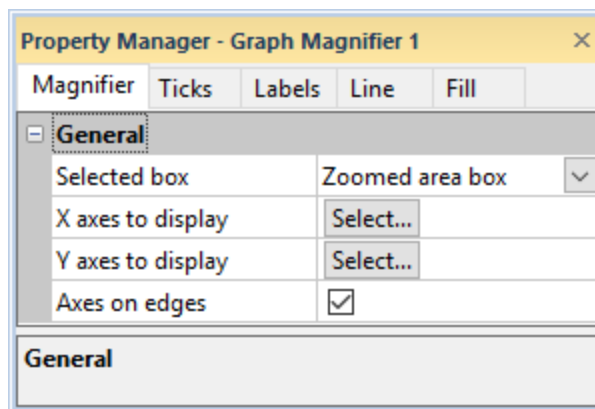 Property Manager - Graph Magnifier 1
Magnifier Ticks Labels Line Fill
General
Selected box Zoomed area box
X axes to display Select...
Y axes to display Select...
Axes on edges
General